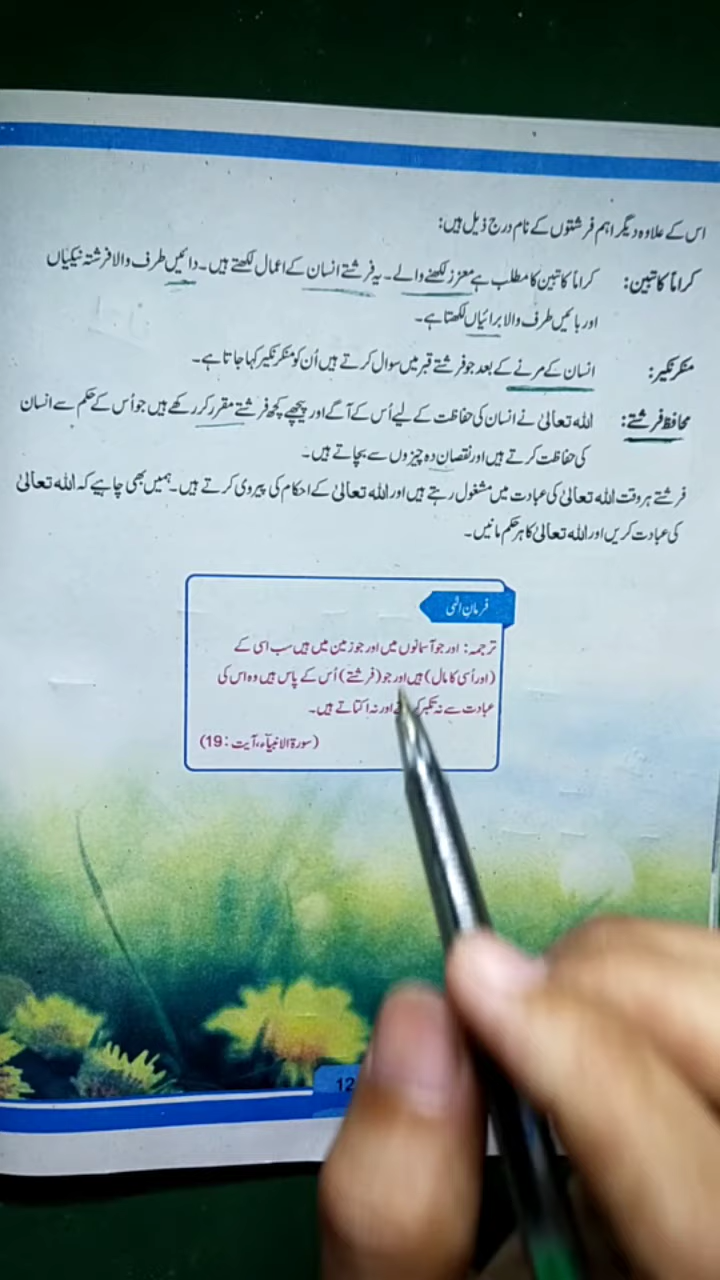 اس کے علاوہ دیگر اہم فرشتوں کے نام درج ذیل ہیں:
کراماً کاتبین: کراماً کاتبین کا مطلب ہے معزز لکھنے والے۔ یہ فرشتے انسان کے اعمال لکھتے ہیں۔ دائیں طرف والا فرشتہ نیکیاں
اور بائیں طرف والا برائیاں لکھتا ہے۔
منکر نکیر: انسان کے مرنے کے بعد جو فرشتے قبر میں سوال کرتے ہیں اُن کو منکر نکیر کہا جاتا ہے۔
محافظ فرشتے: اللہ تعالیٰ نے انسان کی حفاظت کے لیے اُس کے آگے اور پیچھے کچھ فرشتے مقرر کر رکھے ہیں جو اُس کے حکم سے انسان
کی حفاظت کرتے ہیں اور نقصان دہ چیزوں سے بچاتے ہیں۔
فرشتے ہر وقت اللہ تعالیٰ کی عبادت میں مشغول رہتے ہیں اور اللہ تعالیٰ کے احکام کی پیروی کرتے ہیں۔ ہمیں بھی چاہیے کہ اللہ تعالیٰ
کی عبادت کریں اور اللہ تعالیٰ کا ہر حکم مانیں۔
فرمانِ الٰہی
ترجمہ: اور جو آسمانوں میں اور جو زمین میں ہیں سب اسی کے
(اور اُسی کا مال) ہیں اور جو (فرشتے) اُس کے پاس ہیں وہ اس کی
عبادت سے نہ تکبر اور نہ اکتاتے ہیں۔
(سورۃ الانبیآء، آیت: 19)
12